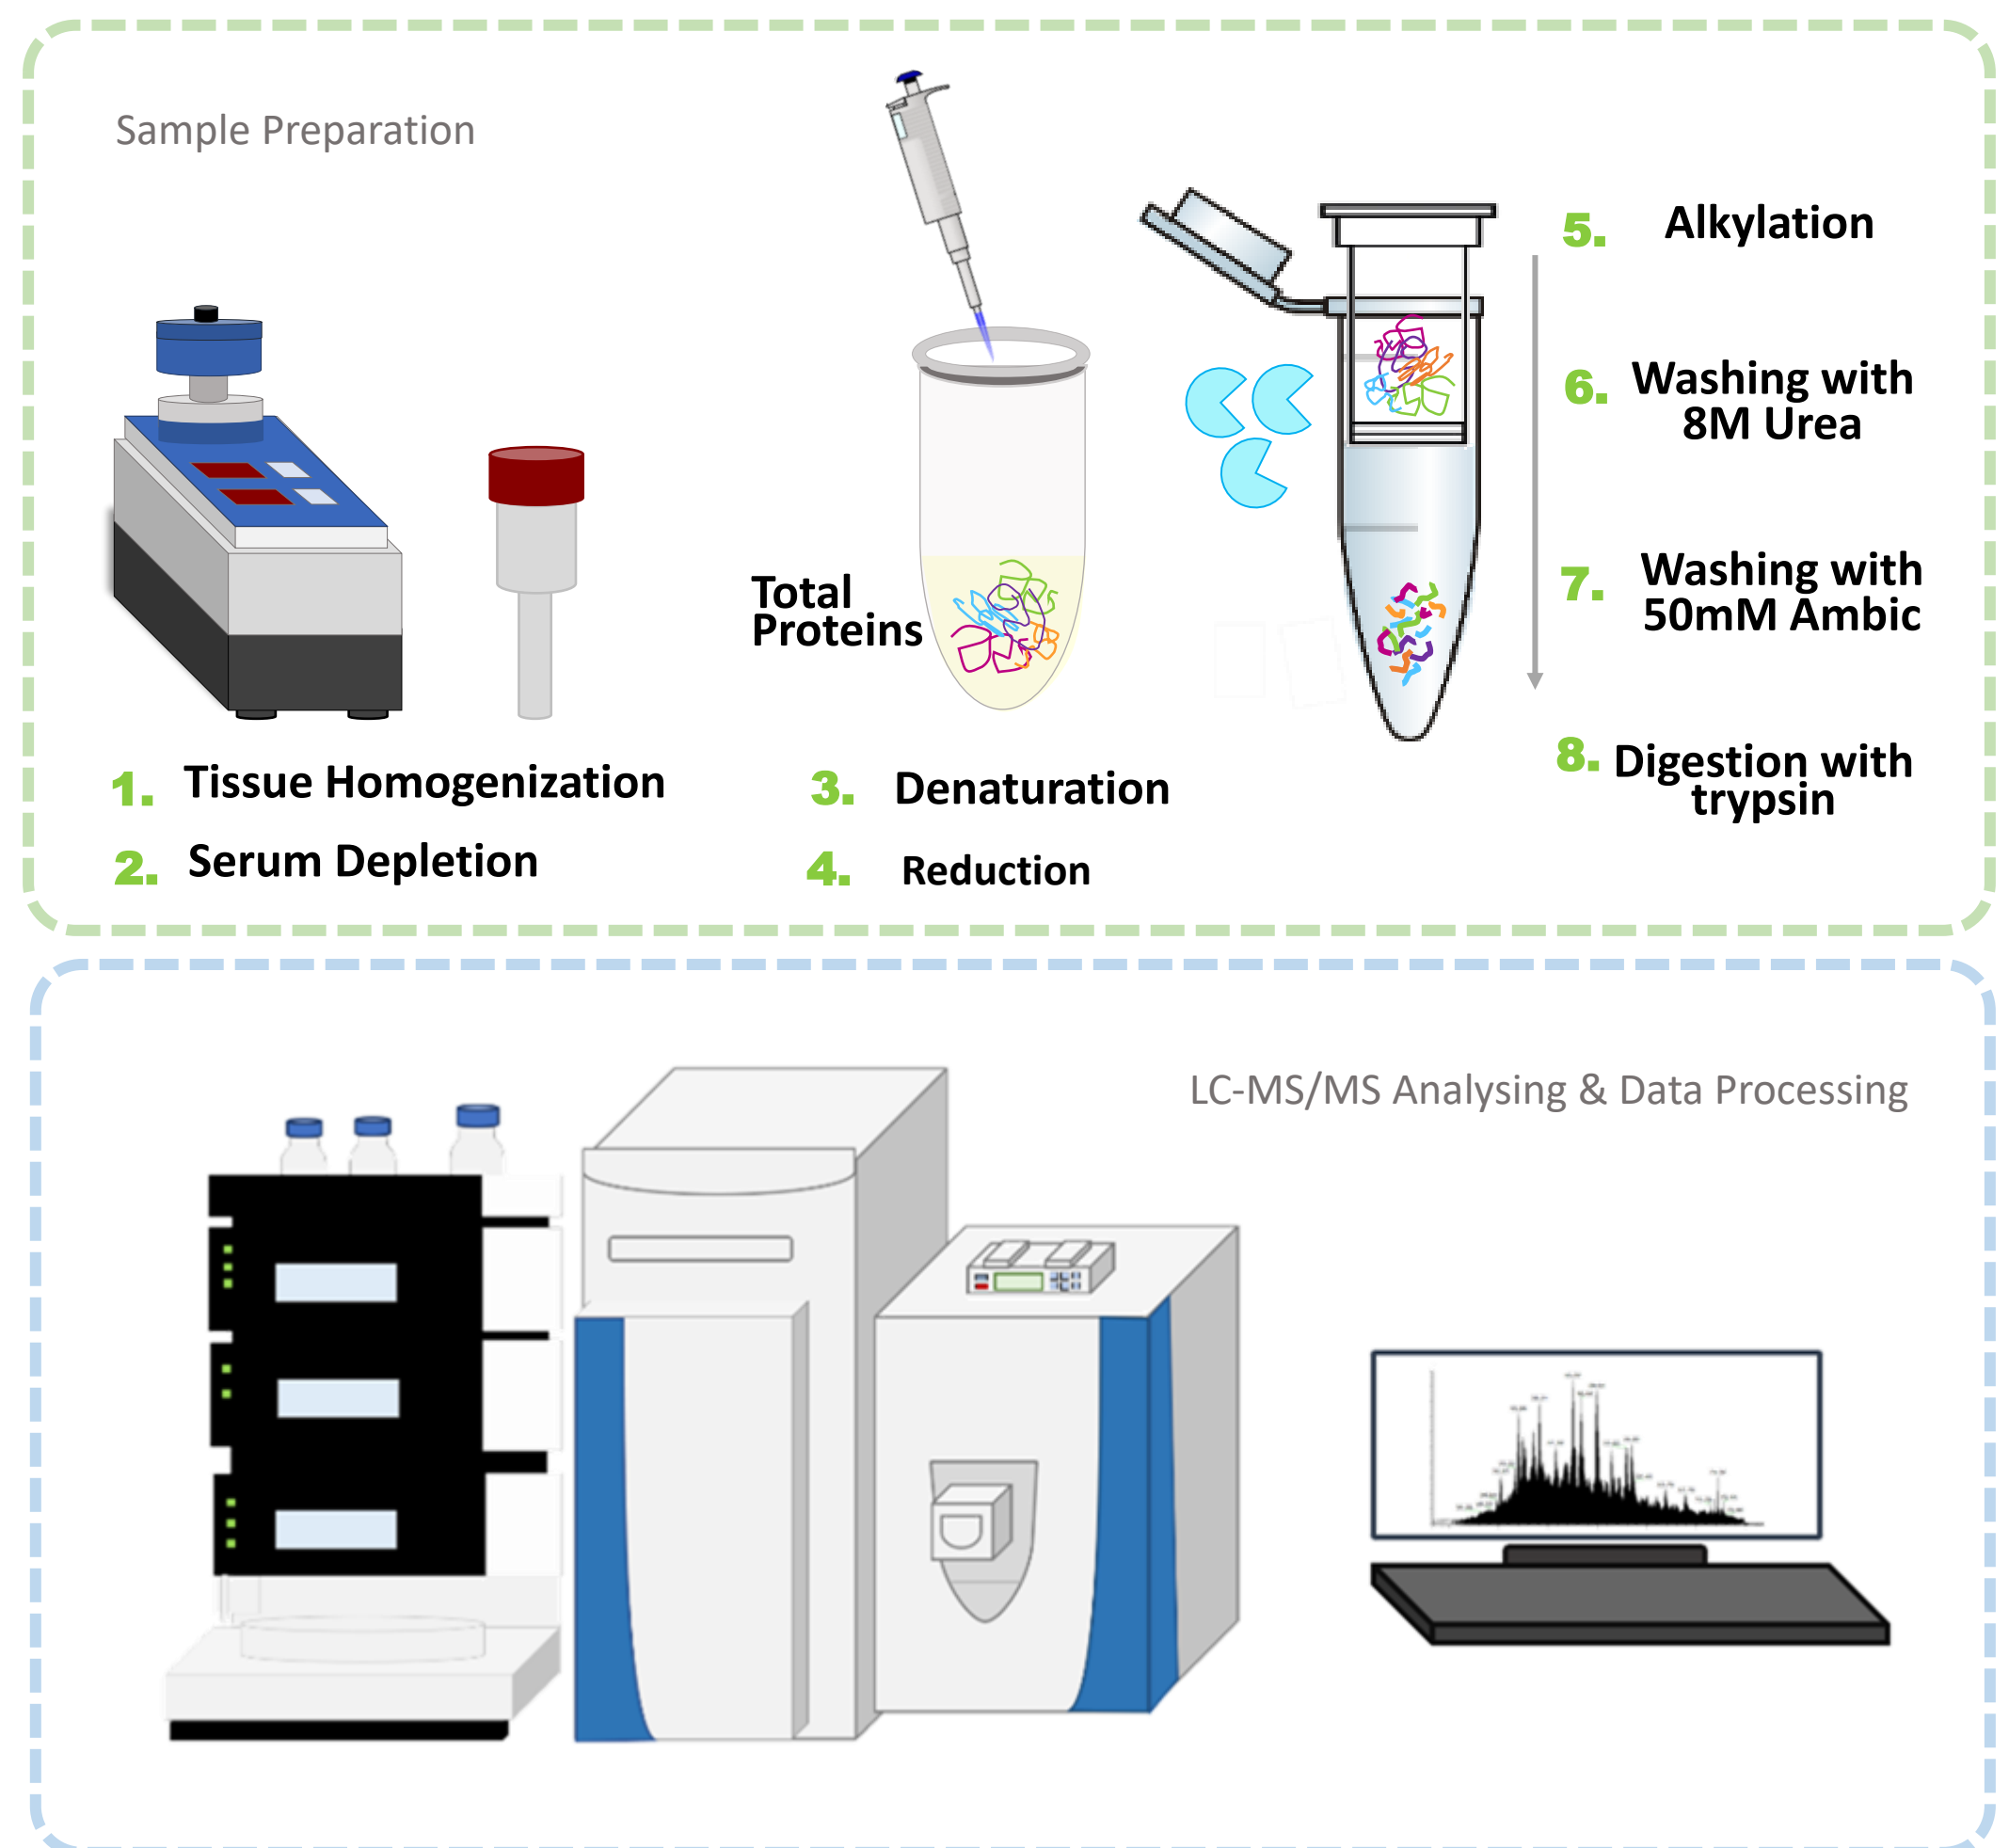 Sample Preparation
Total
Proteins
1. Tissue Homogenization
2. Serum Depletion
3. Denaturation
4. Reduction
5. Alkylation
6. Washing with
8M Urea
7. Washing with
50mM Ambic
8. Digestion with
trypsin
LC-MS/MS Analysing & Data Processing